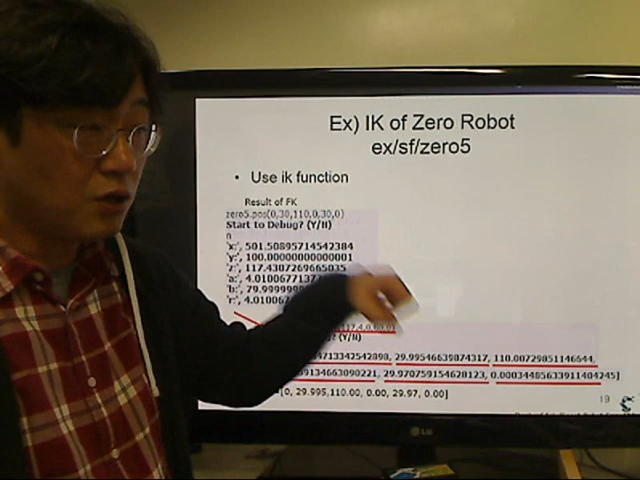 Ex) IK of Zero Robot
ex/sf/zero5
• Use ik function
Result of FK
zero5.pos(0,30,110,0,30,0)
Start to Debug? (Y/N)
n
'x:', 501.50895714542384
'y:', 100.00000000000001
'z:', 117.4307269665035
'a:', 4.0100677137
'b:', 79.9999999
'r:', 4.010067
? (Y/N)
4713342542898, 29.99546639874317, 110.00729851146644,
39134663090221, 29.970759154628123, 0.00034485633911404245]
[0, 29.995,110.00, 0.00, 29.97, 0.00]
19
LG